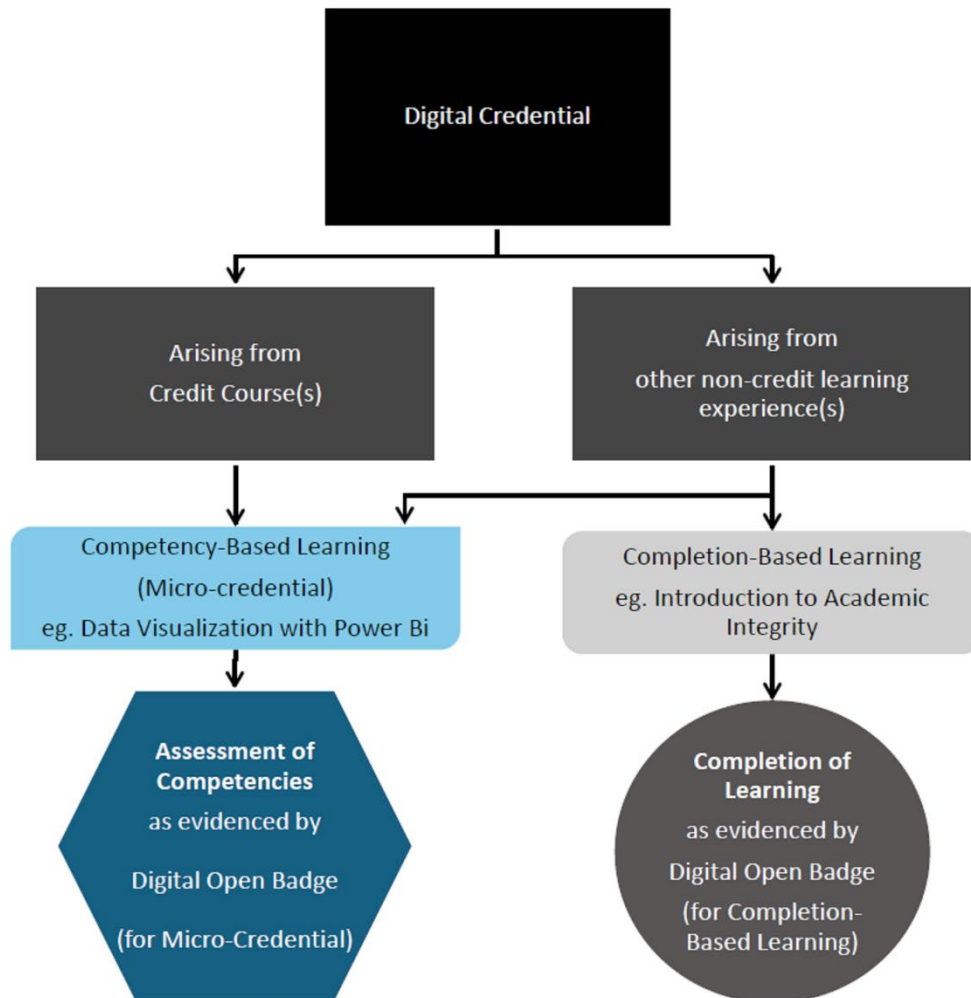 Digital Credential
Arising from
Credit Course(s)
Arising from
other non-credit learning
experience(s)
Competency-Based Learning
(Micro-credential)
eg. Data Visualization with Power Bi
Completion-Based Learning
eg. Introduction to Academic
Integrity
Assessment of
Competencies
as evidenced by
Digital Open Badge
(for Micro-Credential)
Completion of
Learning
as evidenced by
Digital Open Badge
(for Completion-
Based Learning)